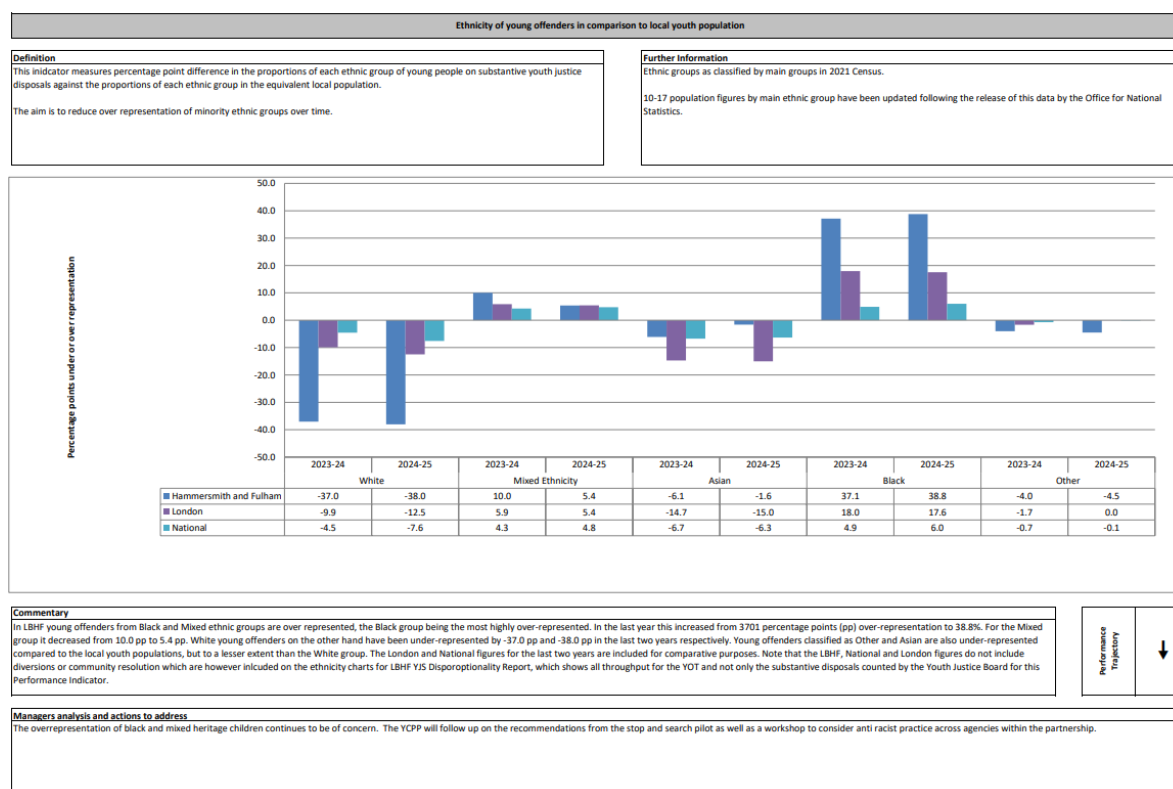 Ethnicity of young offenders in comparison to local youth population
Definition
This inidcator measures percentage point difference in the proportions of each ethnic group of young people on substantive youth justice
disposals against the proportions of each ethnic group in the equivalent local population.
The aim is to reduce over representation of minority ethnic groups over time.
Further Information
Ethnic groups as classified by main groups in 2021 Census.
10-17 population figures by main ethnic group have been updated following the release of this data by the Office for National
Statistics.
Percentage points under or over representation
50.0
40.0
30.0
20.0
10.0
0.0
-10.0
-20.0
-30.0
-40.0
-50.0
2023-24 2024-25 2023-24 2024-25 2023-24 2024-25 2023-24 2024-25 2023-24 2024-25
White Mixed Ethnicity Asian Black Other
Hammersmith and Fulham -37.0 -38.0 10.0 5.4 -6.1 -1.6 37.1 38.8 -4.0 -4.5
London -9.9 -12.5 5.9 5.4 -14.7 -15.0 18.0 17.6 -1.7 0.0
National -4.5 -7.6 4.3 4.8 -6.7 -6.3 4.9 6.0 -0.7 -0.1
Commentary
In LBHF young offenders from Black and Mixed ethnic groups are over represented, the Black group being the most highly over-represented. In the last year this increased from 3701 percentage points (pp) over-representation to 38.8%. For the Mixed
group it decreased from 10.0 pp to 5.4 pp. White young offenders on the other hand have been under-represented by -37.0 pp and -38.0 pp in the last two years respectively. Young offenders classified as Other and Asian are also under-represented
compared to the local youth populations, but to a lesser extent than the White group. The London and National figures for the last two years are included for comparative purposes. Note that the LBHF, National and London figures do not include
diversions or community resolution which are however inlcuded on the ethnicity charts for LBHF YJS Disporoptionality Report, which shows all throughput for the YOT and not only the substantive disposals counted by the Youth Justice Board for this
Performance Indicator.
Performance
Trajectory
Managers analysis and actions to address
The overrepresentation of black and mixed heritage children continues to be of concern. The YCPP will follow up on the recommendations from the stop and search pilot as well as a workshop to consider anti racist practice across agencies within the partnership.